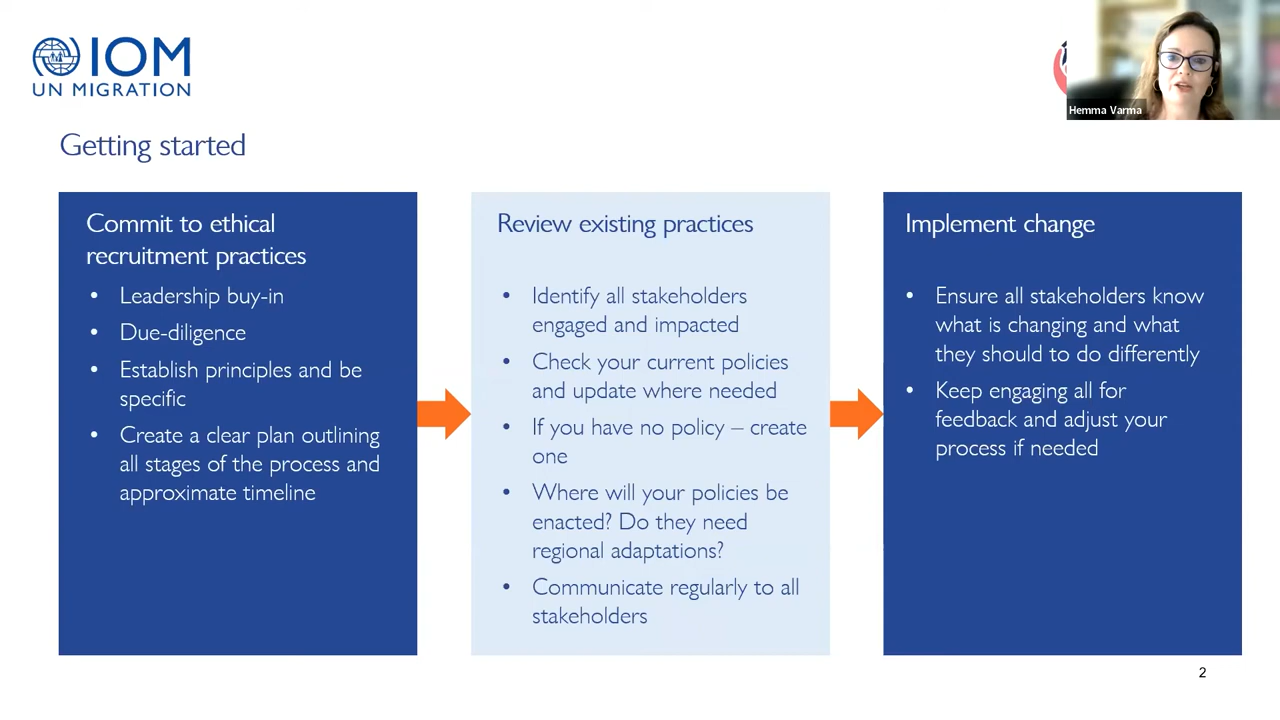 IOM
UN MIGRATION
Hemma Varma
Getting started
Commit to ethical
recruitment practices
• Leadership buy-in
• Due-diligence
• Establish principles and be
specific
• Create a clear plan outlining
all stages of the process and
approximate timeline
Review existing practices
• Identify all stakeholders
engaged and impacted
• Check your current policies
and update where needed
• If you have no policy – create
one
• Where will your policies be
enacted? Do they need
regional adaptations?
• Communicate regularly to all
stakeholders
Implement change
• Ensure all stakeholders know
what is changing and what
they should to do differently
• Keep engaging all for
feedback and adjust your
process if needed
2